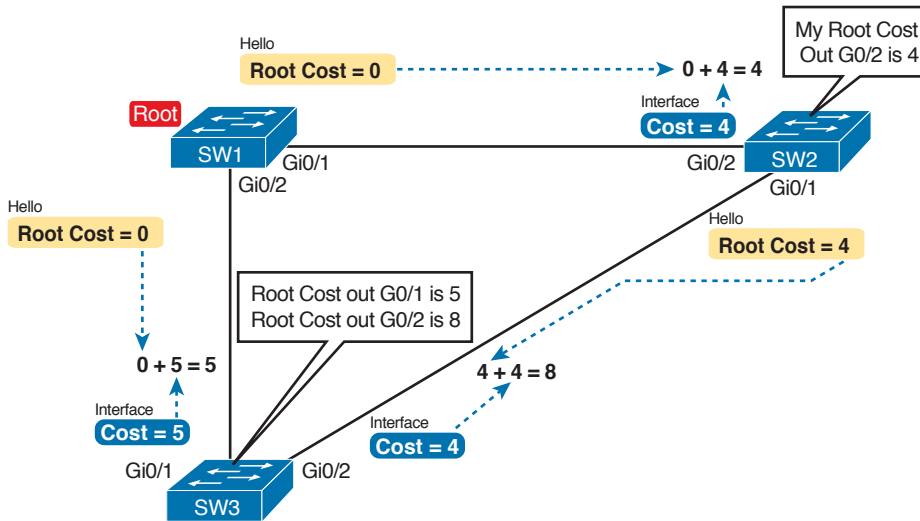 Hello
Root Cost = 0
0 + 4 = 4
My Root Cost
Out G0/2 is 4
Interface
Cost = 4
Root
SW1
Gi0/1
Gi0/2
Gi0/2
SW2
Gi0/1
Hello
Root Cost = 0
Hello
Root Cost = 4
Root Cost out G0/1 is 5
Root Cost out G0/2 is 8
0 + 5 = 5
4 + 4 = 8
Interface
Cost = 5
Interface
Cost = 4
Gi0/1
Gi0/2
SW3